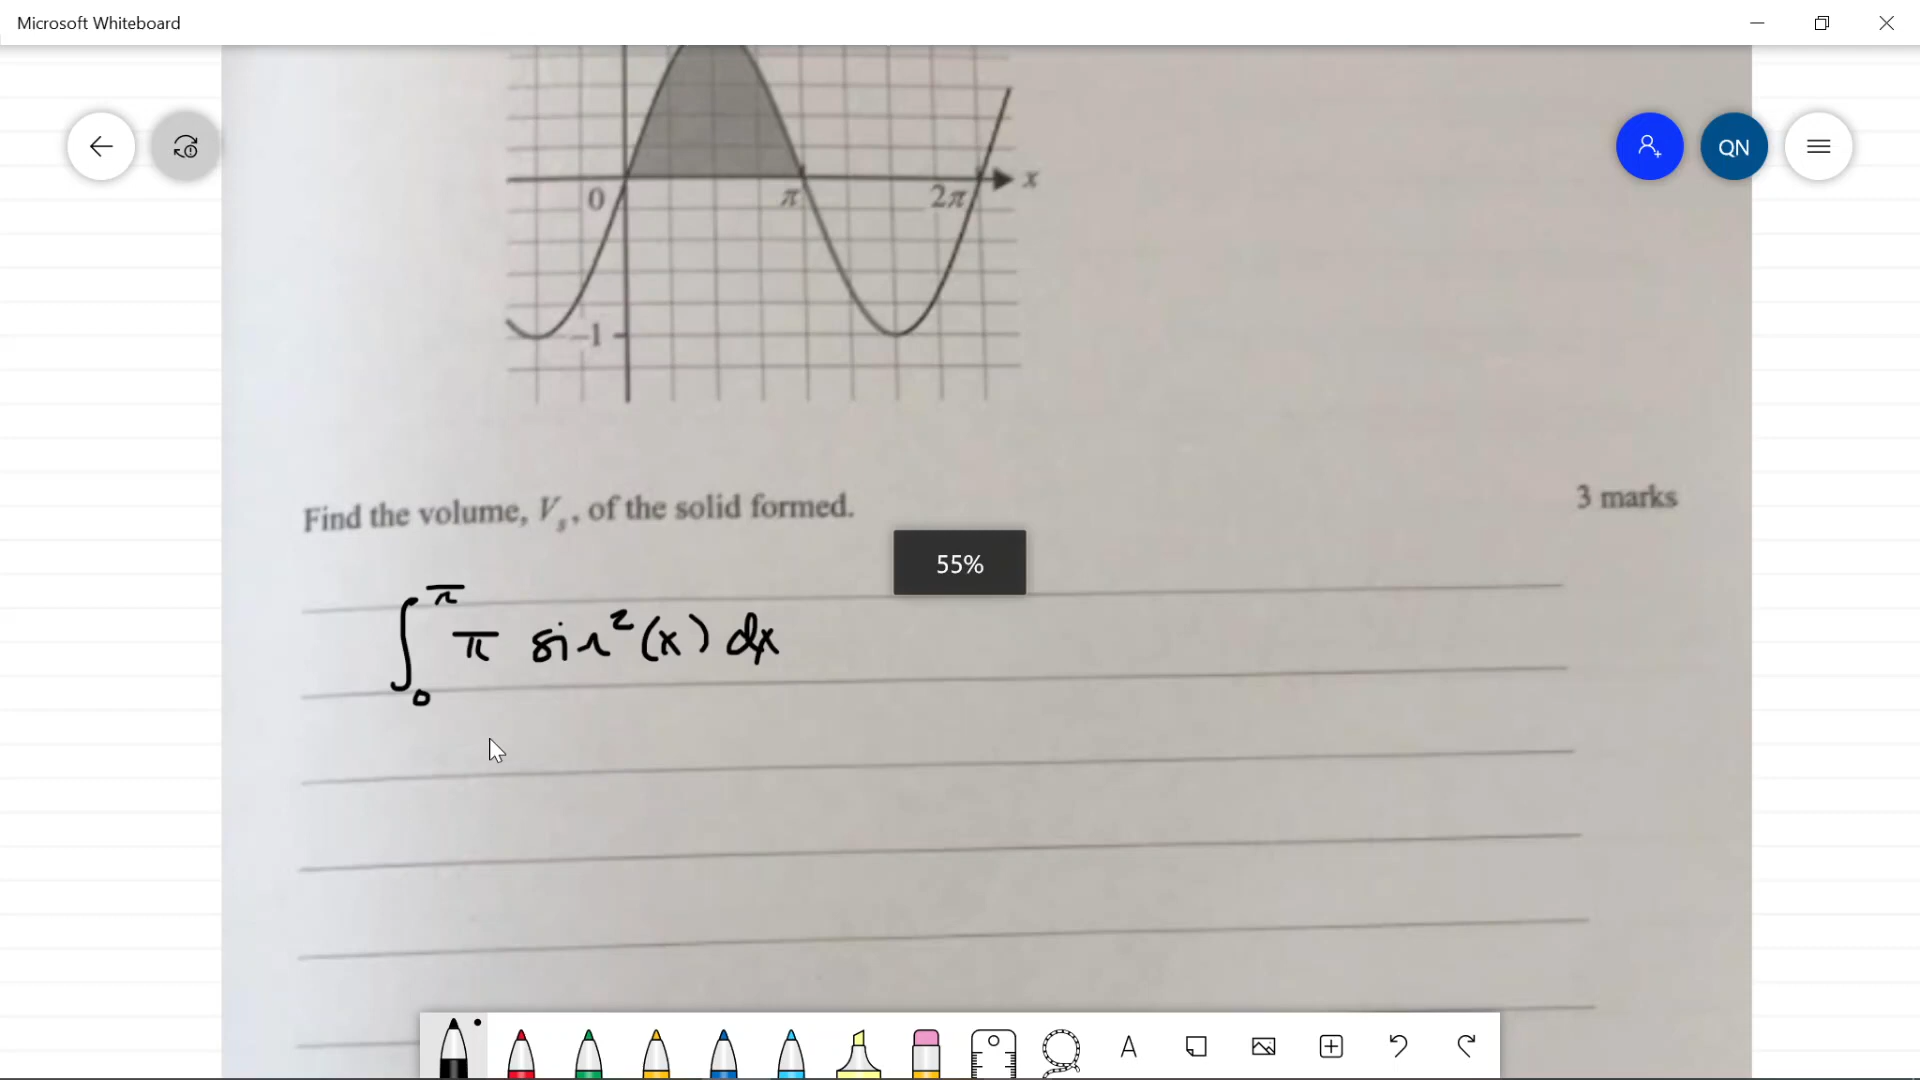 Microsoft Whiteboard
QN
x
0
π
2π
–1
Find the volume, Vₛ, of the solid formed.
3 marks
55%
∫₀^π π sin²(x) dx
A